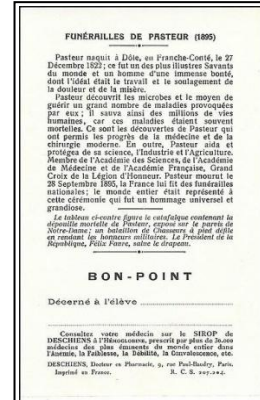 FUNÉRAILLES DE PASTEUR (1895)
Pasteur naquit à Dôle, en Franche-Conté, le 27
Décembre 1822; ce fut un des plus illustres Savants
du monde et un homme d'une immense bonté,
dont l'idéal était le travail et le soulagement de
la douleur et de la misère.
Pasteur découvrit les microbes et le moyen de
guérir un grand nombre de maladies provoquées
par eux; il sauva ainsi des millions de vies
humaines, car ces maladies étaient souvent
mortelles. Ce sont les découvertes de Pasteur qui
ont permis les progrès de la médecine et de la
chirurgie moderne. En outre, Pasteur aida et
protégea de sa science, l'Industrie et l'Agriculture.
Membre de l'Académie des Sciences, de l'Académie
de Médecine et de l'Académie Française, Grand
Croix de la Légion d'Honneur. Pasteur mourut le
28 Septembre 1895, la France lui fit des funérailles
nationales; le monde entier était représenté à
cette cérémonie qui fut un hommage universel et
grandiose.
Le tableau ci-contre figure le catafalque contenant la
dépouille mortelle de Pasteur, exposé sur le parvis de
Notre-Dame; un bataillon de Chasseurs à pied défile
en rendant les honneurs militaires. Le Président de la
République, Félix Faure, salue le drapeau.
BON-POINT
Décerné à l'élève
Consultez votre médecin sur le SIROP de
DESCHIENS à l'Hémoglobine, prescrit par plus de 30.000
médecins des plus éminents du monde entier dans
l'Anémie, la Faiblesse, la Débilité, la Convalescence, etc.
DESCHIENS, Docteur en Pharmacie, 9, rue Paul-Baudry, Paris.
Imprimé en France. R. C. S. 207.204.